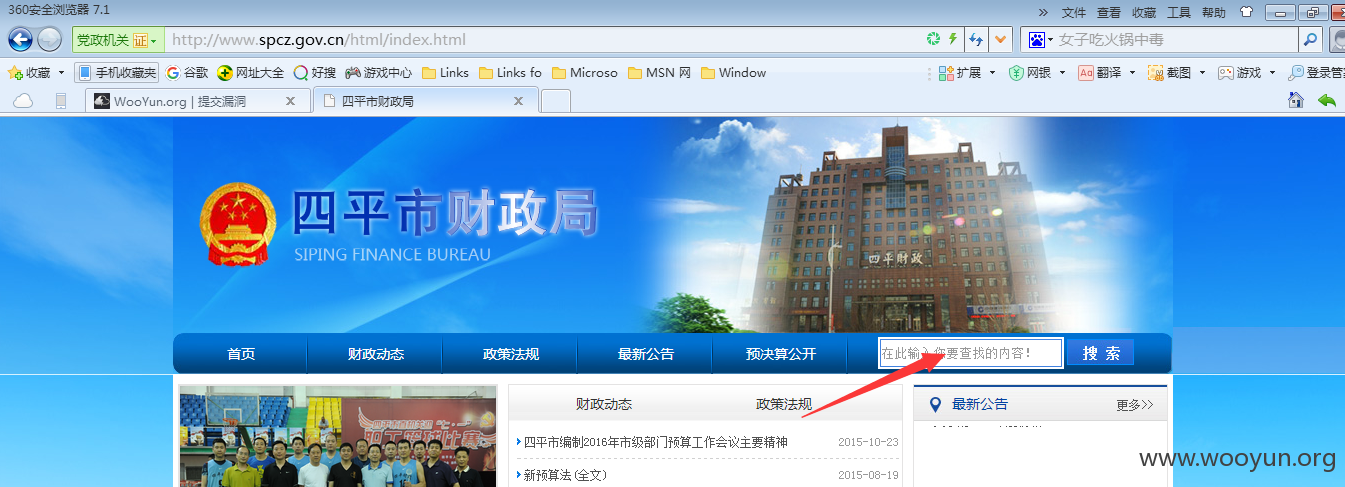 360安全浏览器 7.1
» 文件 查看 收藏 工具 帮助
党政机关 证 http://www.spcz.gov.cn/html/index.html 女子吃火锅中毒
收藏 手机收藏夹 谷歌 网址大全 好搜 游戏中心 Links Links fo Microso MSN 网 Window 扩展 网银 Aa 翻译 截图 游戏 登录管
WooYun.org | 提交漏洞 x 四平市财政局 x
四平市财政局
SIPING FINANCE BUREAU
四平财政
首页 财政动态 政策法规 最新公告 预决算公开 在此输入你要查找的内容! 搜 索
财政动态 政策法规 最新公告 更多>>
四平市编制2016年市级部门预算工作会议主要精神 2015-10-23
新预算法(全文) 2015-08-19
www.wooyun.org